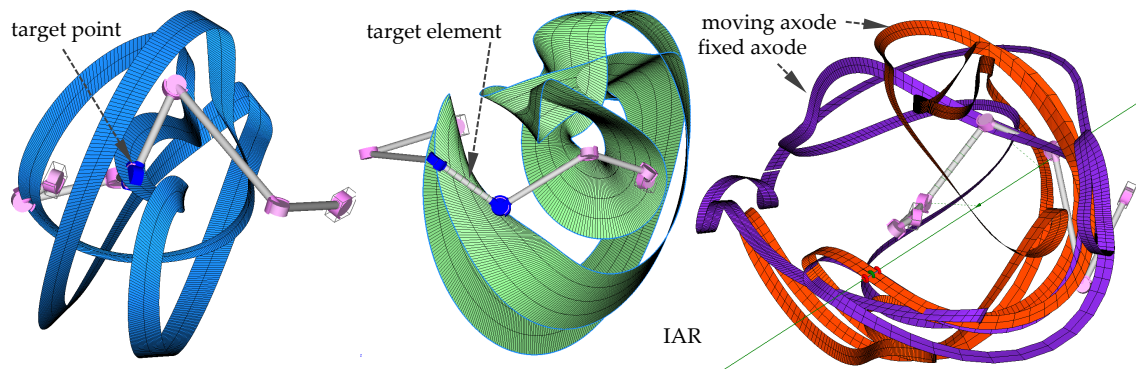 target point
target element
moving axode
fixed axode
IAR